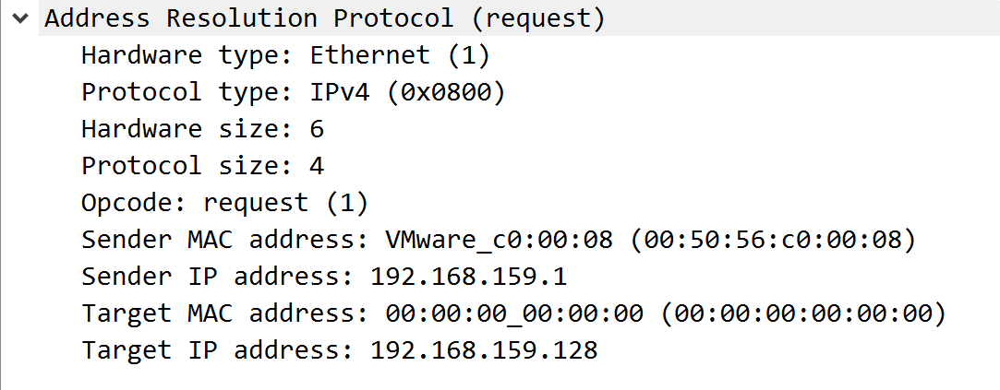 Address Resolution Protocol (request)
Hardware type: Ethernet (1)
Protocol type: IPv4 (0x0800)
Hardware size: 6
Protocol size: 4
Opcode: request (1)
Sender MAC address: VMware_c0:00:08 (00:50:56:c0:00:08)
Sender IP address: 192.168.159.1
Target MAC address: 00:00:00_00:00:00 (00:00:00:00:00:00)
Target IP address: 192.168.159.128